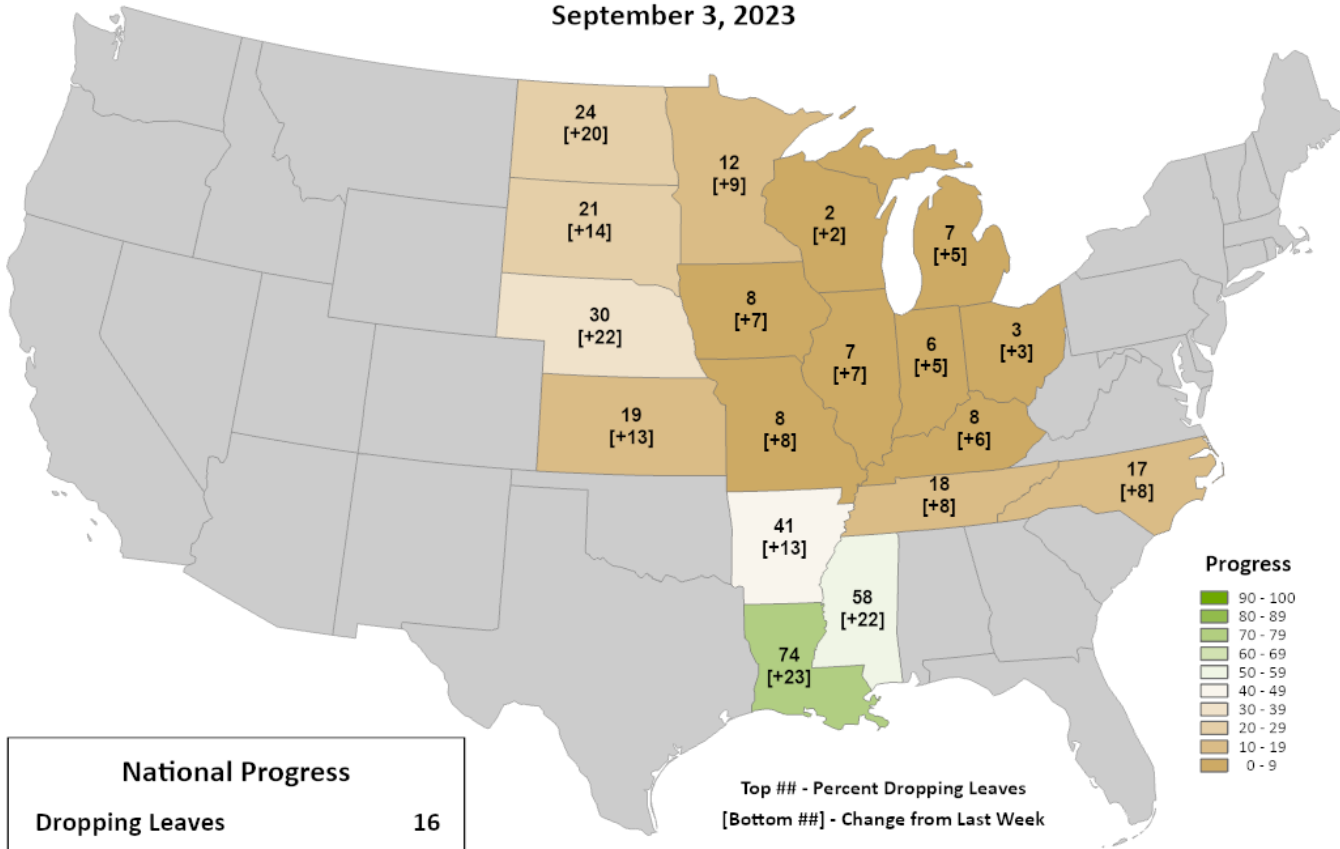 September 3, 2023
24
[+20]
12
[+9]
2
[+2]
7
[+5]
21
[+14]
8
[+7]
30
[+22]
7
[+7]
6
[+5]
3
[+3]
19
[+13]
8
[+8]
8
[+6]
18
[+8]
17
[+8]
41
[+13]
58
[+22]
74
[+23]
Progress
90 - 100
80 - 89
70 - 79
60 - 69
50 - 59
40 - 49
30 - 39
20 - 29
10 - 19
0 - 9
National Progress
Dropping Leaves 16
Top ## - Percent Dropping Leaves
[Bottom ##] - Change from Last Week